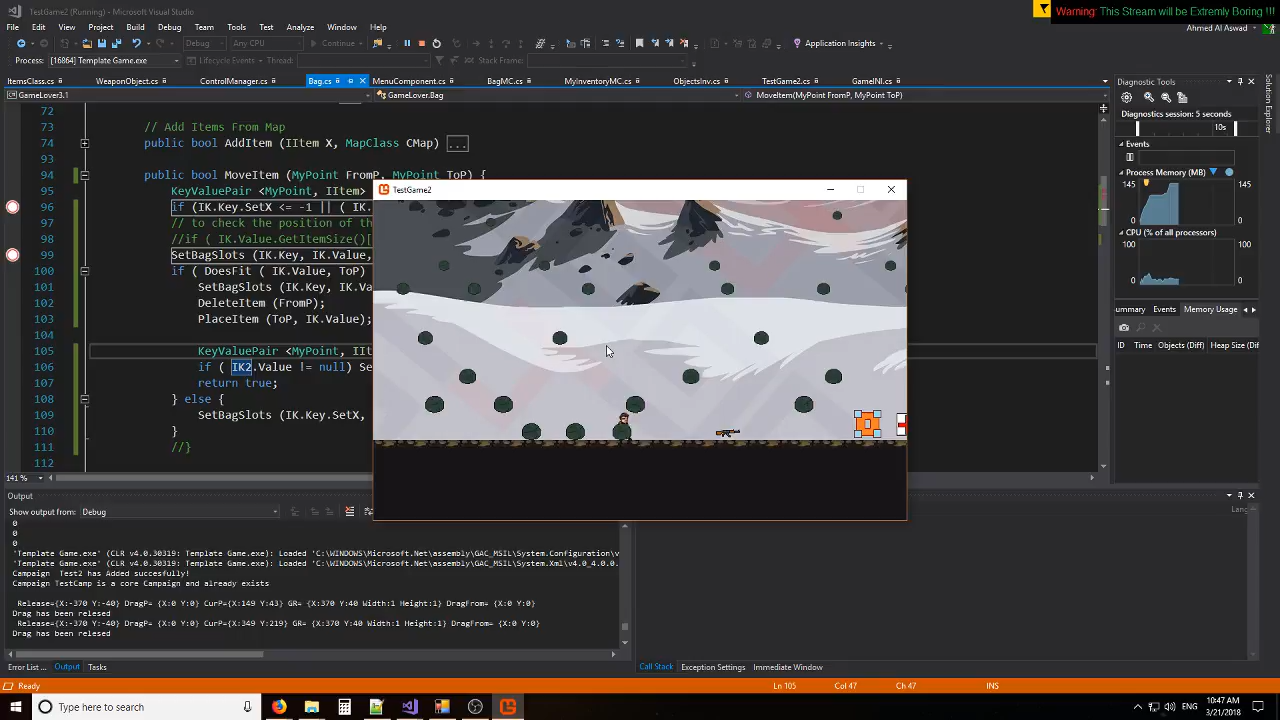 TestGame2 (Running) - Microsoft Visual Studio
Warning: This Stream will be Extremly Boring !!!
File Edit View Project Build Debug Team Tools Test Analyze Window Help
Ahmed Al Aswad
Debug Any CPU Continue Application Insights
Process: [16864] Template Game.exe Lifecycle Events Thread: Stack Frame:
ItemsClass.cs WeaponObject.cs ControlManager.cs Bag.cs MenuComponent.cs BagMC.cs MyInventoryMC.cs ObjectsInv.cs TestGame2.cs GameINI.cs
GameLover3.1 GameLover.Bag MoveItem(MyPoint FromP, MyPoint ToP)
72
73 // Add Items From Map
74 public bool AddItem (IItem X, MapClass CMap) ...
93
94 public bool MoveItem (MyPoint FromP, MyPoint ToP) {
95 KeyValuePair <MyPoint, IItem>
96 if (IK.Key.SetX <= -1 || ( IK.
97 // to check the position of th
98 //if ( IK.Value.GetItemSize()[
99 SetBagSlots (IK.Key, IK.Value,
100 if ( DoesFit ( IK.Value, ToP)
101 SetBagSlots (IK.Key, IK.Va
102 DeleteItem (FromP);
103 PlaceItem (ToP, IK.Value);
104
105 KeyValuePair <MyPoint, IIt
106 if ( IK2.Value != null) Se
107 return true;
108 } else {
109 SetBagSlots (IK.Key.SetX,
110
111 //}
112
141 %
TestGame2
Diagnostic Tools
Diagnostics session: 5 seconds
10s
Events
Process Memory (MB)
145 145
0 0
CPU (% of all processors)
100 100
0 0
ummary Events Memory Usage
ID Time Objects (Diff) Heap Size (Diff)
Solution Explorer
Output
Show output from: Debug
0
0
'Template Game.exe' (CLR v4.0.30319: Template Game.exe): Loaded 'C:\WINDOWS\Microsoft.Net\assembly\GAC_MSIL\System.Configuration\v
'Template Game.exe' (CLR v4.0.30319: Template Game.exe): Loaded 'C:\WINDOWS\Microsoft.Net\assembly\GAC_MSIL\System.Xml\v4.0_4.0.0.
Campaign Test2 has Added succesfully!
Campaign TestCamp is a core Campaign and already exists
Release={X:-370 Y:-40} DragP= {X:0 Y:0} CurP={X:149 Y:43} GR= {X:370 Y:40 Width:1 Height:1} DragFrom= {X:0 Y:0}
Drag has been relesed
Release={X:-370 Y:-40} DragP= {X:0 Y:0} CurP={X:349 Y:219} GR= {X:370 Y:40 Width:1 Height:1} DragFrom= {X:0 Y:0}
Drag has been relesed
Lang
Error List ... Output Tasks
Call Stack Exception Settings Immediate Window
Ready Ln 105 Col 47 Ch 47 INS
Type here to search
ENG
10:47 AM
3/21/2018